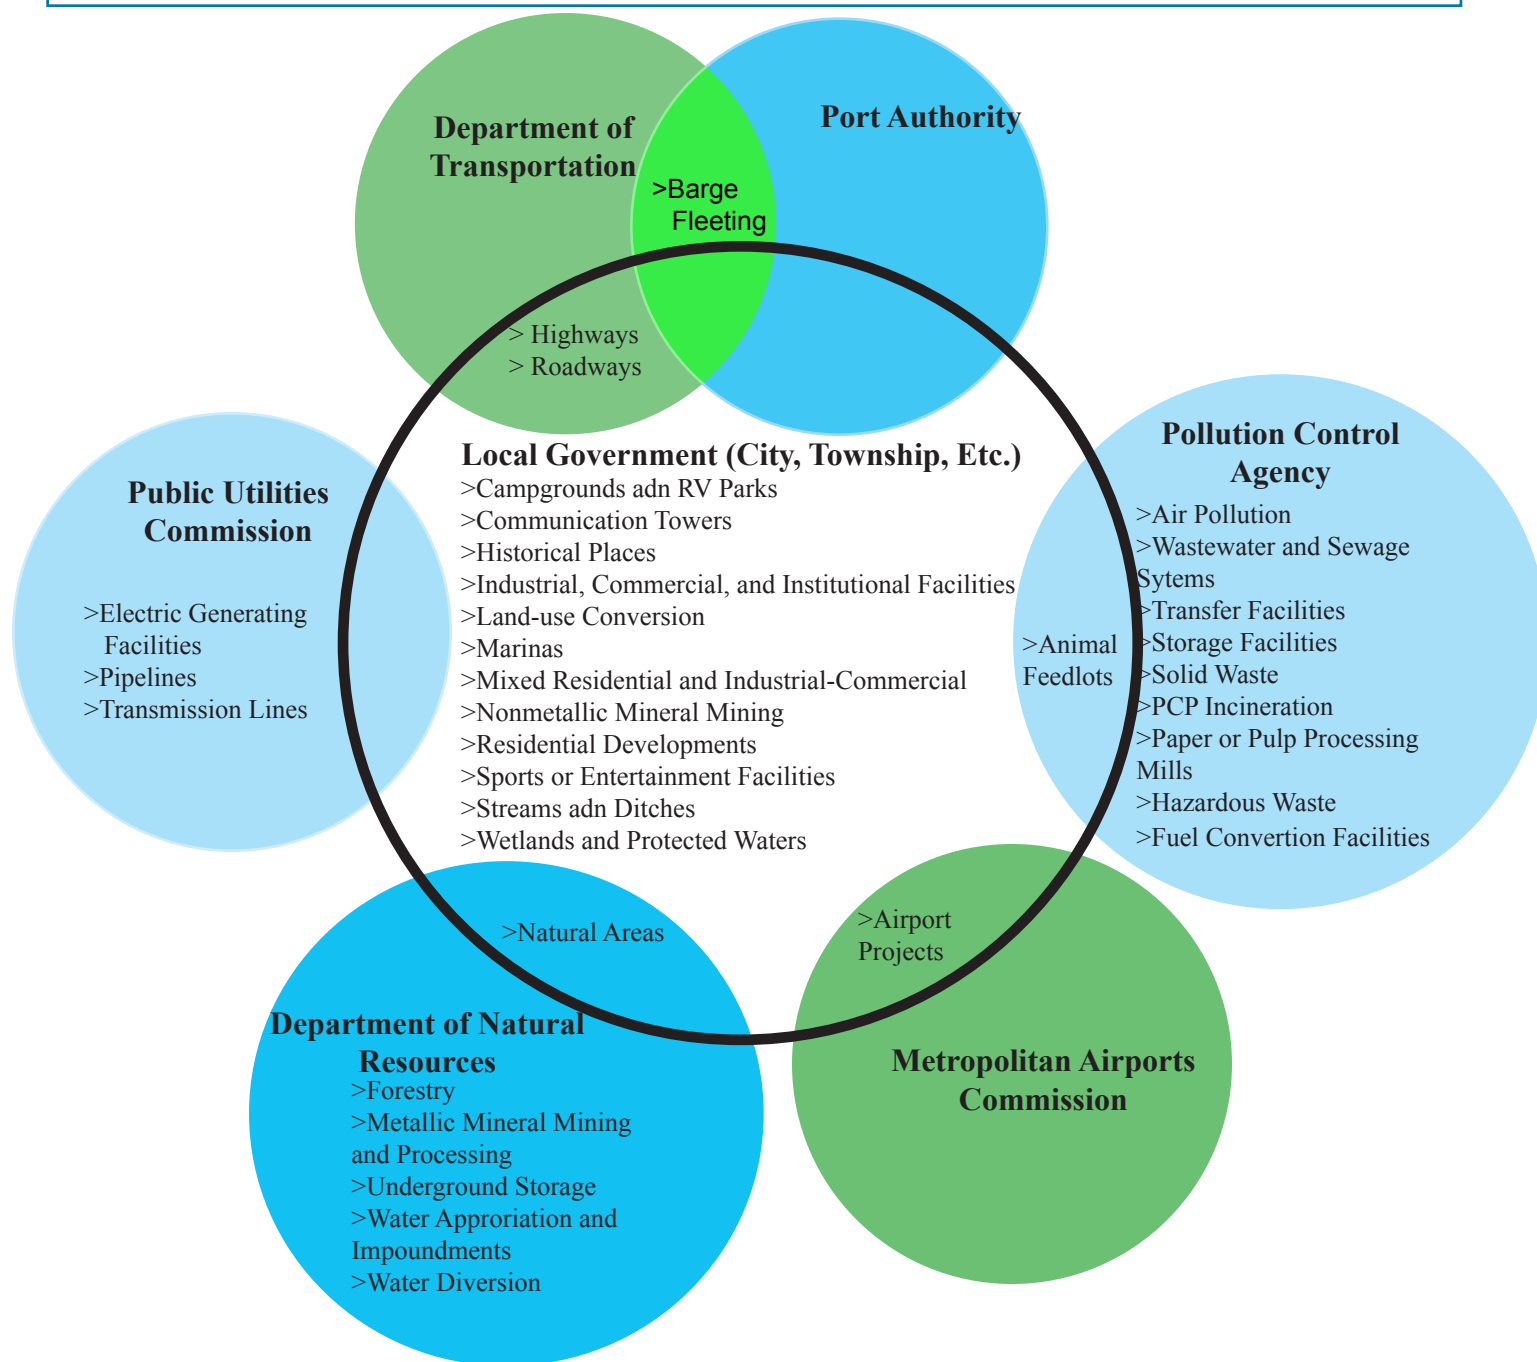 Department of
Transportation
Port Authority
>Barge
Fleeting
> Highways
> Roadways
Public Utilities
Commission
>Electric Generating
Facilities
>Pipelines
>Transmission Lines
Local Government (City, Township, Etc.)
>Campgrounds adn RV Parks
>Communication Towers
>Historical Places
>Industrial, Commercial, and Institutional Facilities
>Land-use Conversion
>Marinas
>Mixed Residential and Industrial-Commercial
>Nonmetallic Mineral Mining
>Residential Developments
>Sports or Entertainment Facilities
>Streams adn Ditches
>Wetlands and Protected Waters
>Animal
Feedlots
Pollution Control
Agency
>Air Pollution
>Wastewater and Sewage
Sytems
>Transfer Facilities
>Storage Facilities
>Solid Waste
>PCP Incineration
>Paper or Pulp Processing
Mills
>Hazardous Waste
>Fuel Convertion Facilities
>Natural Areas
>Airport
Projects
Department of Natural
Resources
>Forestry
>Metallic Mineral Mining
and Processing
>Underground Storage
>Water Approriation and
Impoundments
>Water Diversion
Metropolitan Airports
Commission